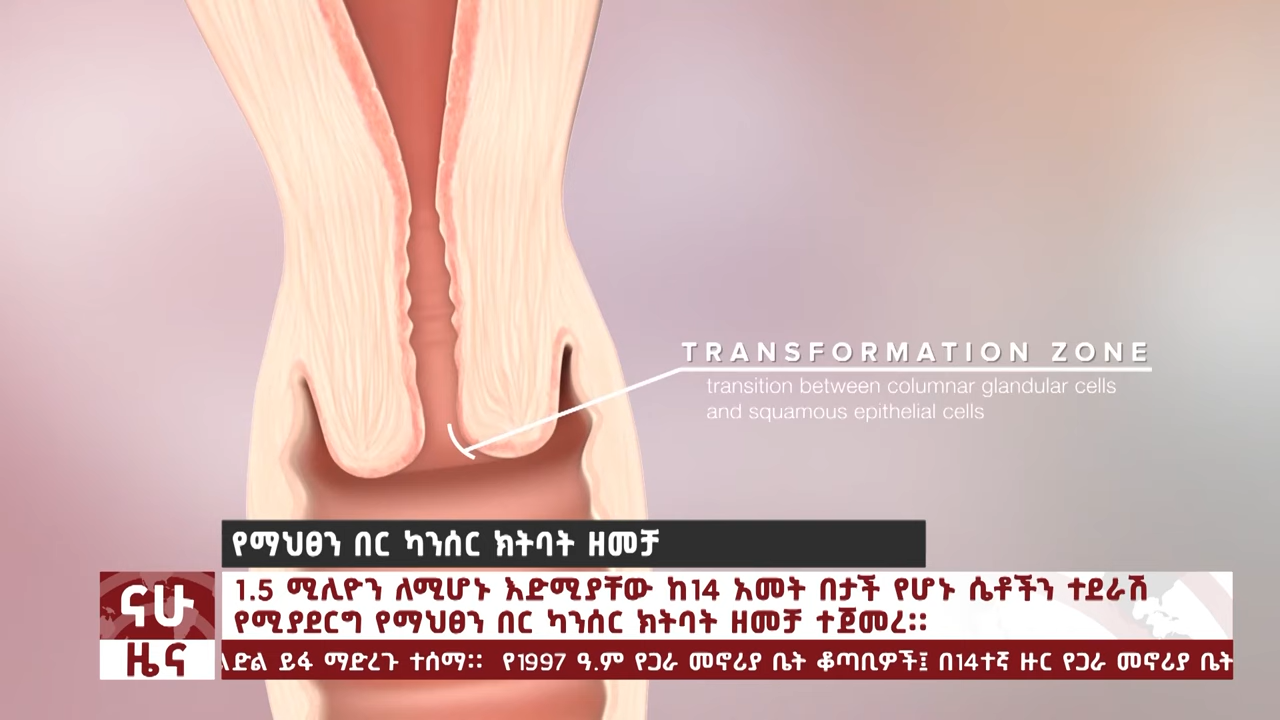 TRANSFORMATION ZONE
transition between columnar glandular cells
and squamous epithelial cells
የማህፀን በር ካንሰር ክትባት ዘመቻ
1.5 ሚሊዮን ለሚሆኑ እድሜያቸው ከ14 አመት በታች የሆኑ ሴቶችን ተደራሽ
የሚያደርግ የማህፀን በር ካንሰር ክትባት ዘመቻ ተጀመረ።
ናሁ
ዜና
ይፋ ማድረጉ ተሰማ። የ1997 ዓ.ም የጋራ መኖሪያ ቤት ቆጣቢዎች፤ በ14ተኛ ዙር የጋራ መኖሪያ ቤት